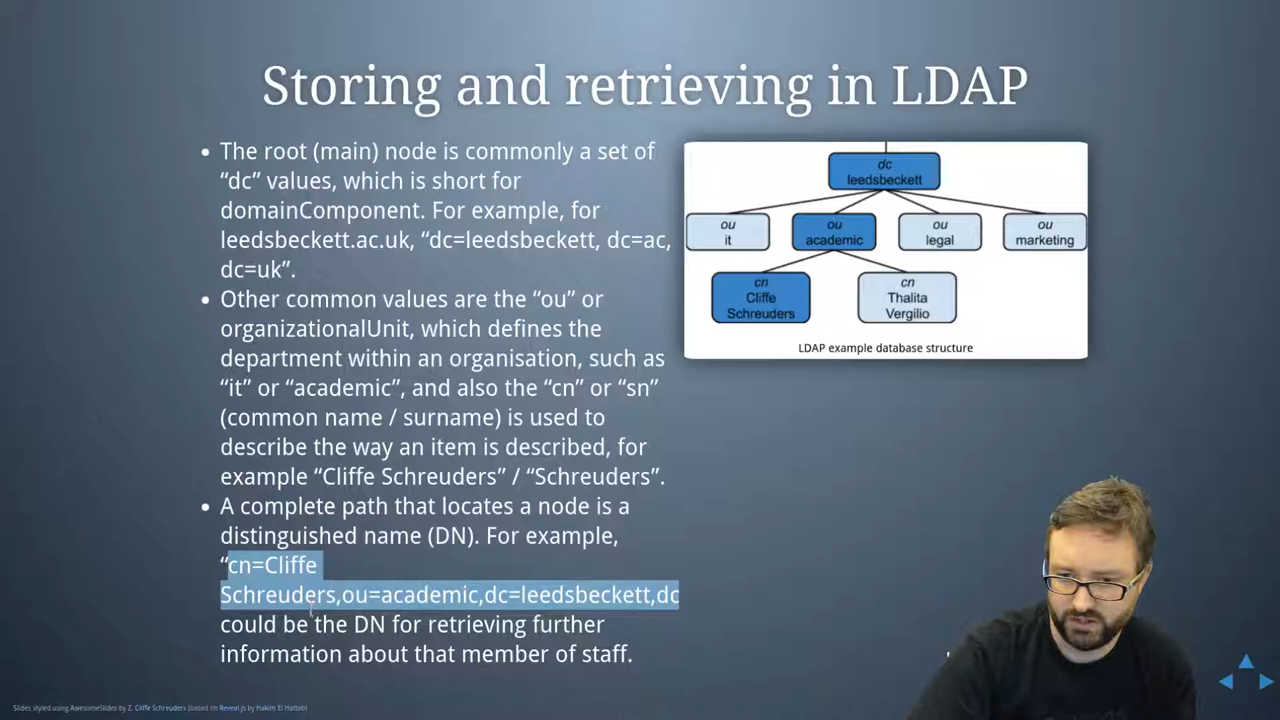 Storing and retrieving in LDAP
The root (main) node is commonly a set of
“dc” values, which is short for
domainComponent. For example, for
leedsbeckett.ac.uk, “dc=leedsbeckett, dc=ac,
dc=uk”.
Other common values are the “ou” or
organizationalUnit, which defines the
department within an organisation, such as
“it” or “academic”, and also the “cn” or “sn”
(common name / surname) is used to
describe the way an item is described, for
example “Cliffe Schreuders” / “Schreuders”.
A complete path that locates a node is a
distinguished name (DN). For example,
“cn=Cliffe
Schreuders,ou=academic,dc=leedsbeckett,dc
could be the DN for retrieving further
information about that member of staff.
dc
leedsbeckett
ou
it
ou
academic
ou
legal
ou
marketing
cn
Cliffe
Schreuders
cn
Thalita
Vergilio
LDAP example database structure
Slides styled using AwesomeSlides by Z. Cliffe Schreuders (based on Reveal.js by Hakim El Hattab)